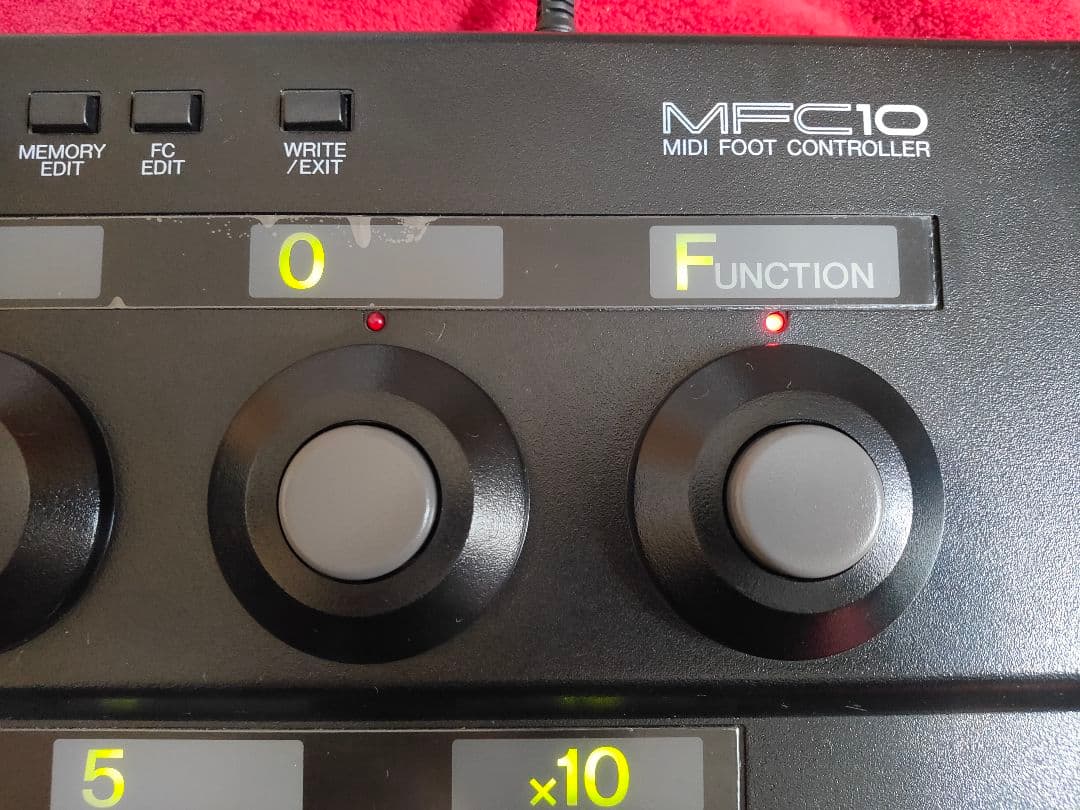 MEMORY
EDIT
FC
EDIT
WRITE
/EXIT
MFC10
MIDI FOOT CONTROLLER
0
FUNCTION
5
×10